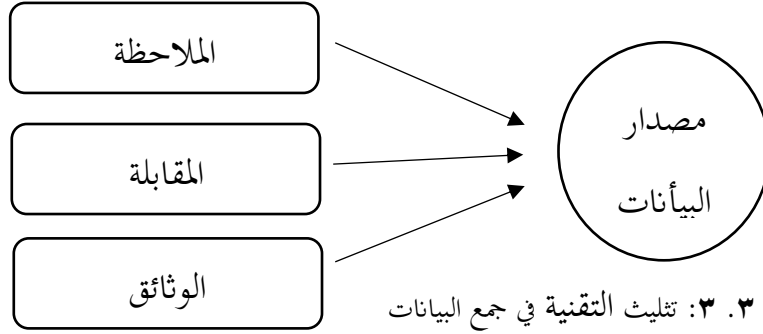 الملاحظة
المقابلة
الوثائق
مصدار
البيأنات
٣. ٣: تثليث التقنية في جمع البيانات